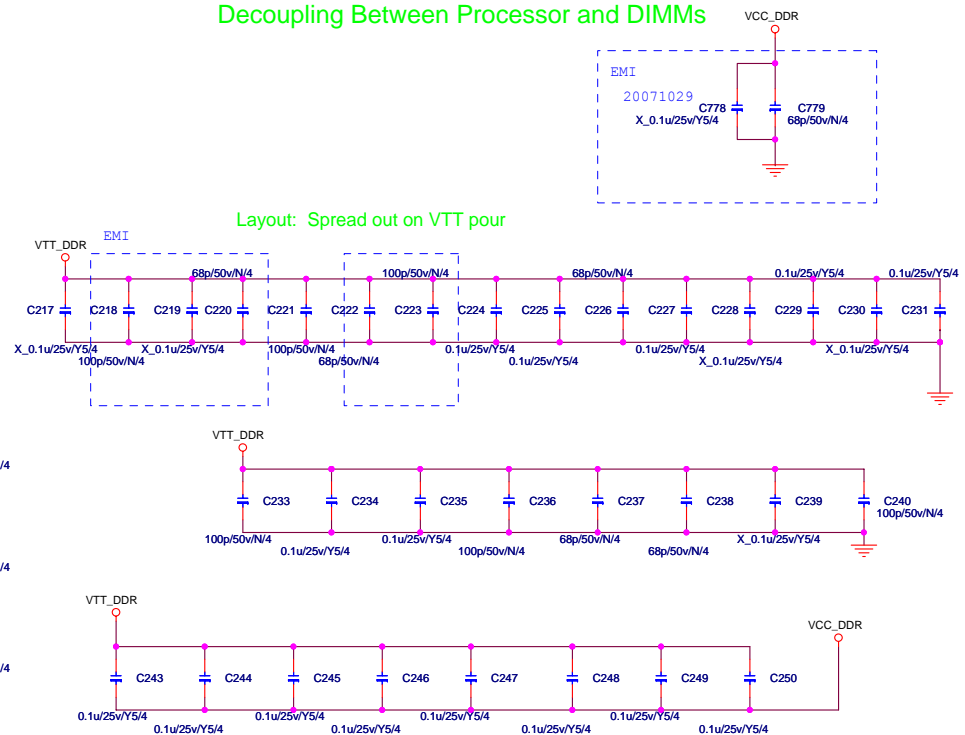 Decoupling Between Processor and DIMMs
VCC_DDR
EMI
20071029
C778
C779
X_0.1u/25v/Y5/4
68p/50v/N/4
Layout: Spread out on VTT pour
EMI
VTT_DDR
68p/50v/N/4
100p/50v/N/4
68p/50v/N/4
0.1u/25v/Y5/4
0.1u/25v/Y5/4
C217
C218
C219
C220
C221
C222
C223
C224
C225
C226
C227
C228
C229
C230
C231
X_0.1u/25v/Y5/4
X_0.1u/25v/Y5/4
100p/50v/N/4
0.1u/25v/Y5/4
0.1u/25v/Y5/4
X_0.1u/25v/Y5/4
100p/50v/N/4
68p/50v/N/4
0.1u/25v/Y5/4
X_0.1u/25v/Y5/4
VTT_DDR
/4
C233
C234
C235
C236
C237
C238
C239
C240
100p/50v/N/4
100p/50v/N/4
0.1u/25v/Y5/4
68p/50v/N/4
X_0.1u/25v/Y5/4
0.1u/25v/Y5/4
100p/50v/N/4
68p/50v/N/4
/4
VTT_DDR
VCC_DDR
/4
C243
C244
C245
C246
C247
C248
C249
C250
0.1u/25v/Y5/4
0.1u/25v/Y5/4
0.1u/25v/Y5/4
0.1u/25v/Y5/4
0.1u/25v/Y5/4
0.1u/25v/Y5/4
0.1u/25v/Y5/4
0.1u/25v/Y5/4